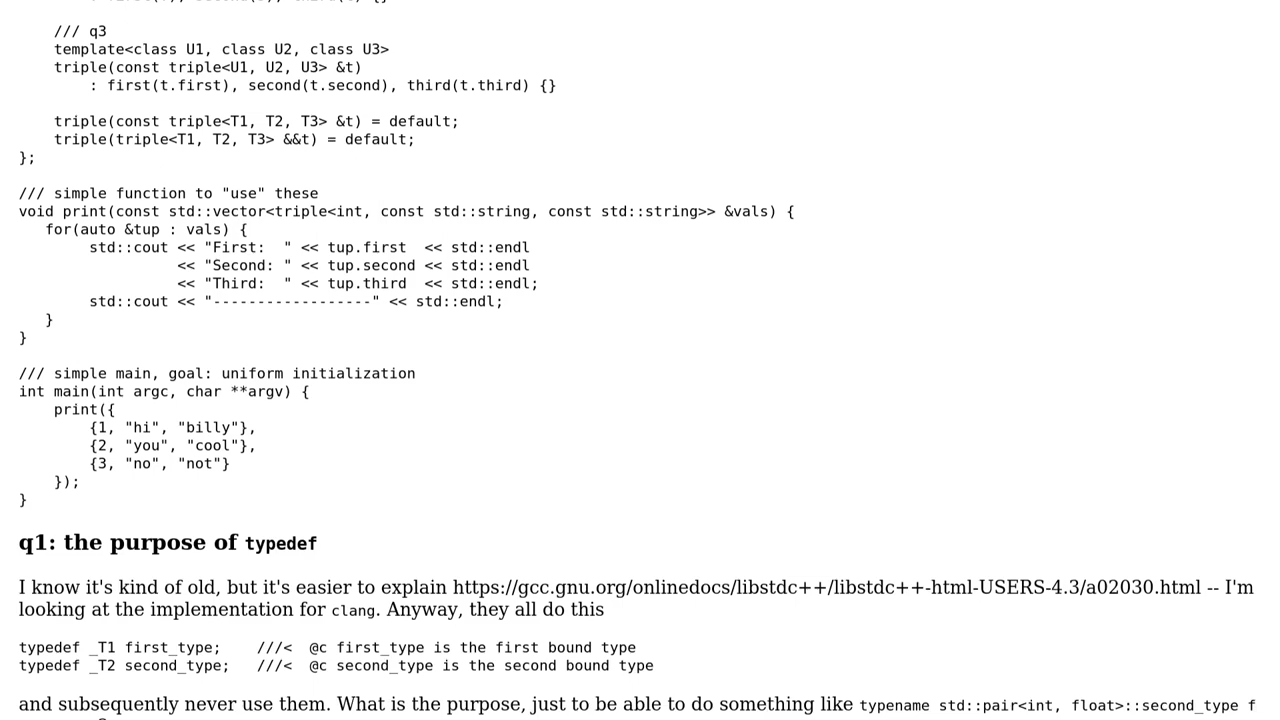 /// q3
template<class U1, class U2, class U3>
triple(const triple<U1, U2, U3> &t)
: first(t.first), second(t.second), third(t.third) {}
triple(const triple<T1, T2, T3> &t) = default;
triple(triple<T1, T2, T3> &&t) = default;
};
/// simple function to "use" these
void print(const std::vector<triple<int, const std::string, const std::string>> &vals) {
for(auto &tup : vals) {
std::cout << "First:  " << tup.first  << std::endl
<< "Second: " << tup.second << std::endl
<< "Third:  " << tup.third  << std::endl;
std::cout << "------------------" << std::endl;
}
}
/// simple main, goal: uniform initialization
int main(int argc, char **argv) {
print({
{1, "hi", "billy"},
{2, "you", "cool"},
{3, "no", "not"}
});
}
q1: the purpose of typedef
I know it's kind of old, but it's easier to explain https://gcc.gnu.org/onlinedocs/libstdc++/libstdc++-html-USERS-4.3/a02030.html -- I'm
looking at the implementation for clang. Anyway, they all do this
typedef _T1 first_type;    ///<  @c first_type is the first bound type
typedef _T2 second_type;   ///<  @c second_type is the second bound type
and subsequently never use them. What is the purpose, just to be able to do something like typename std::pair<int, float>::second_type f